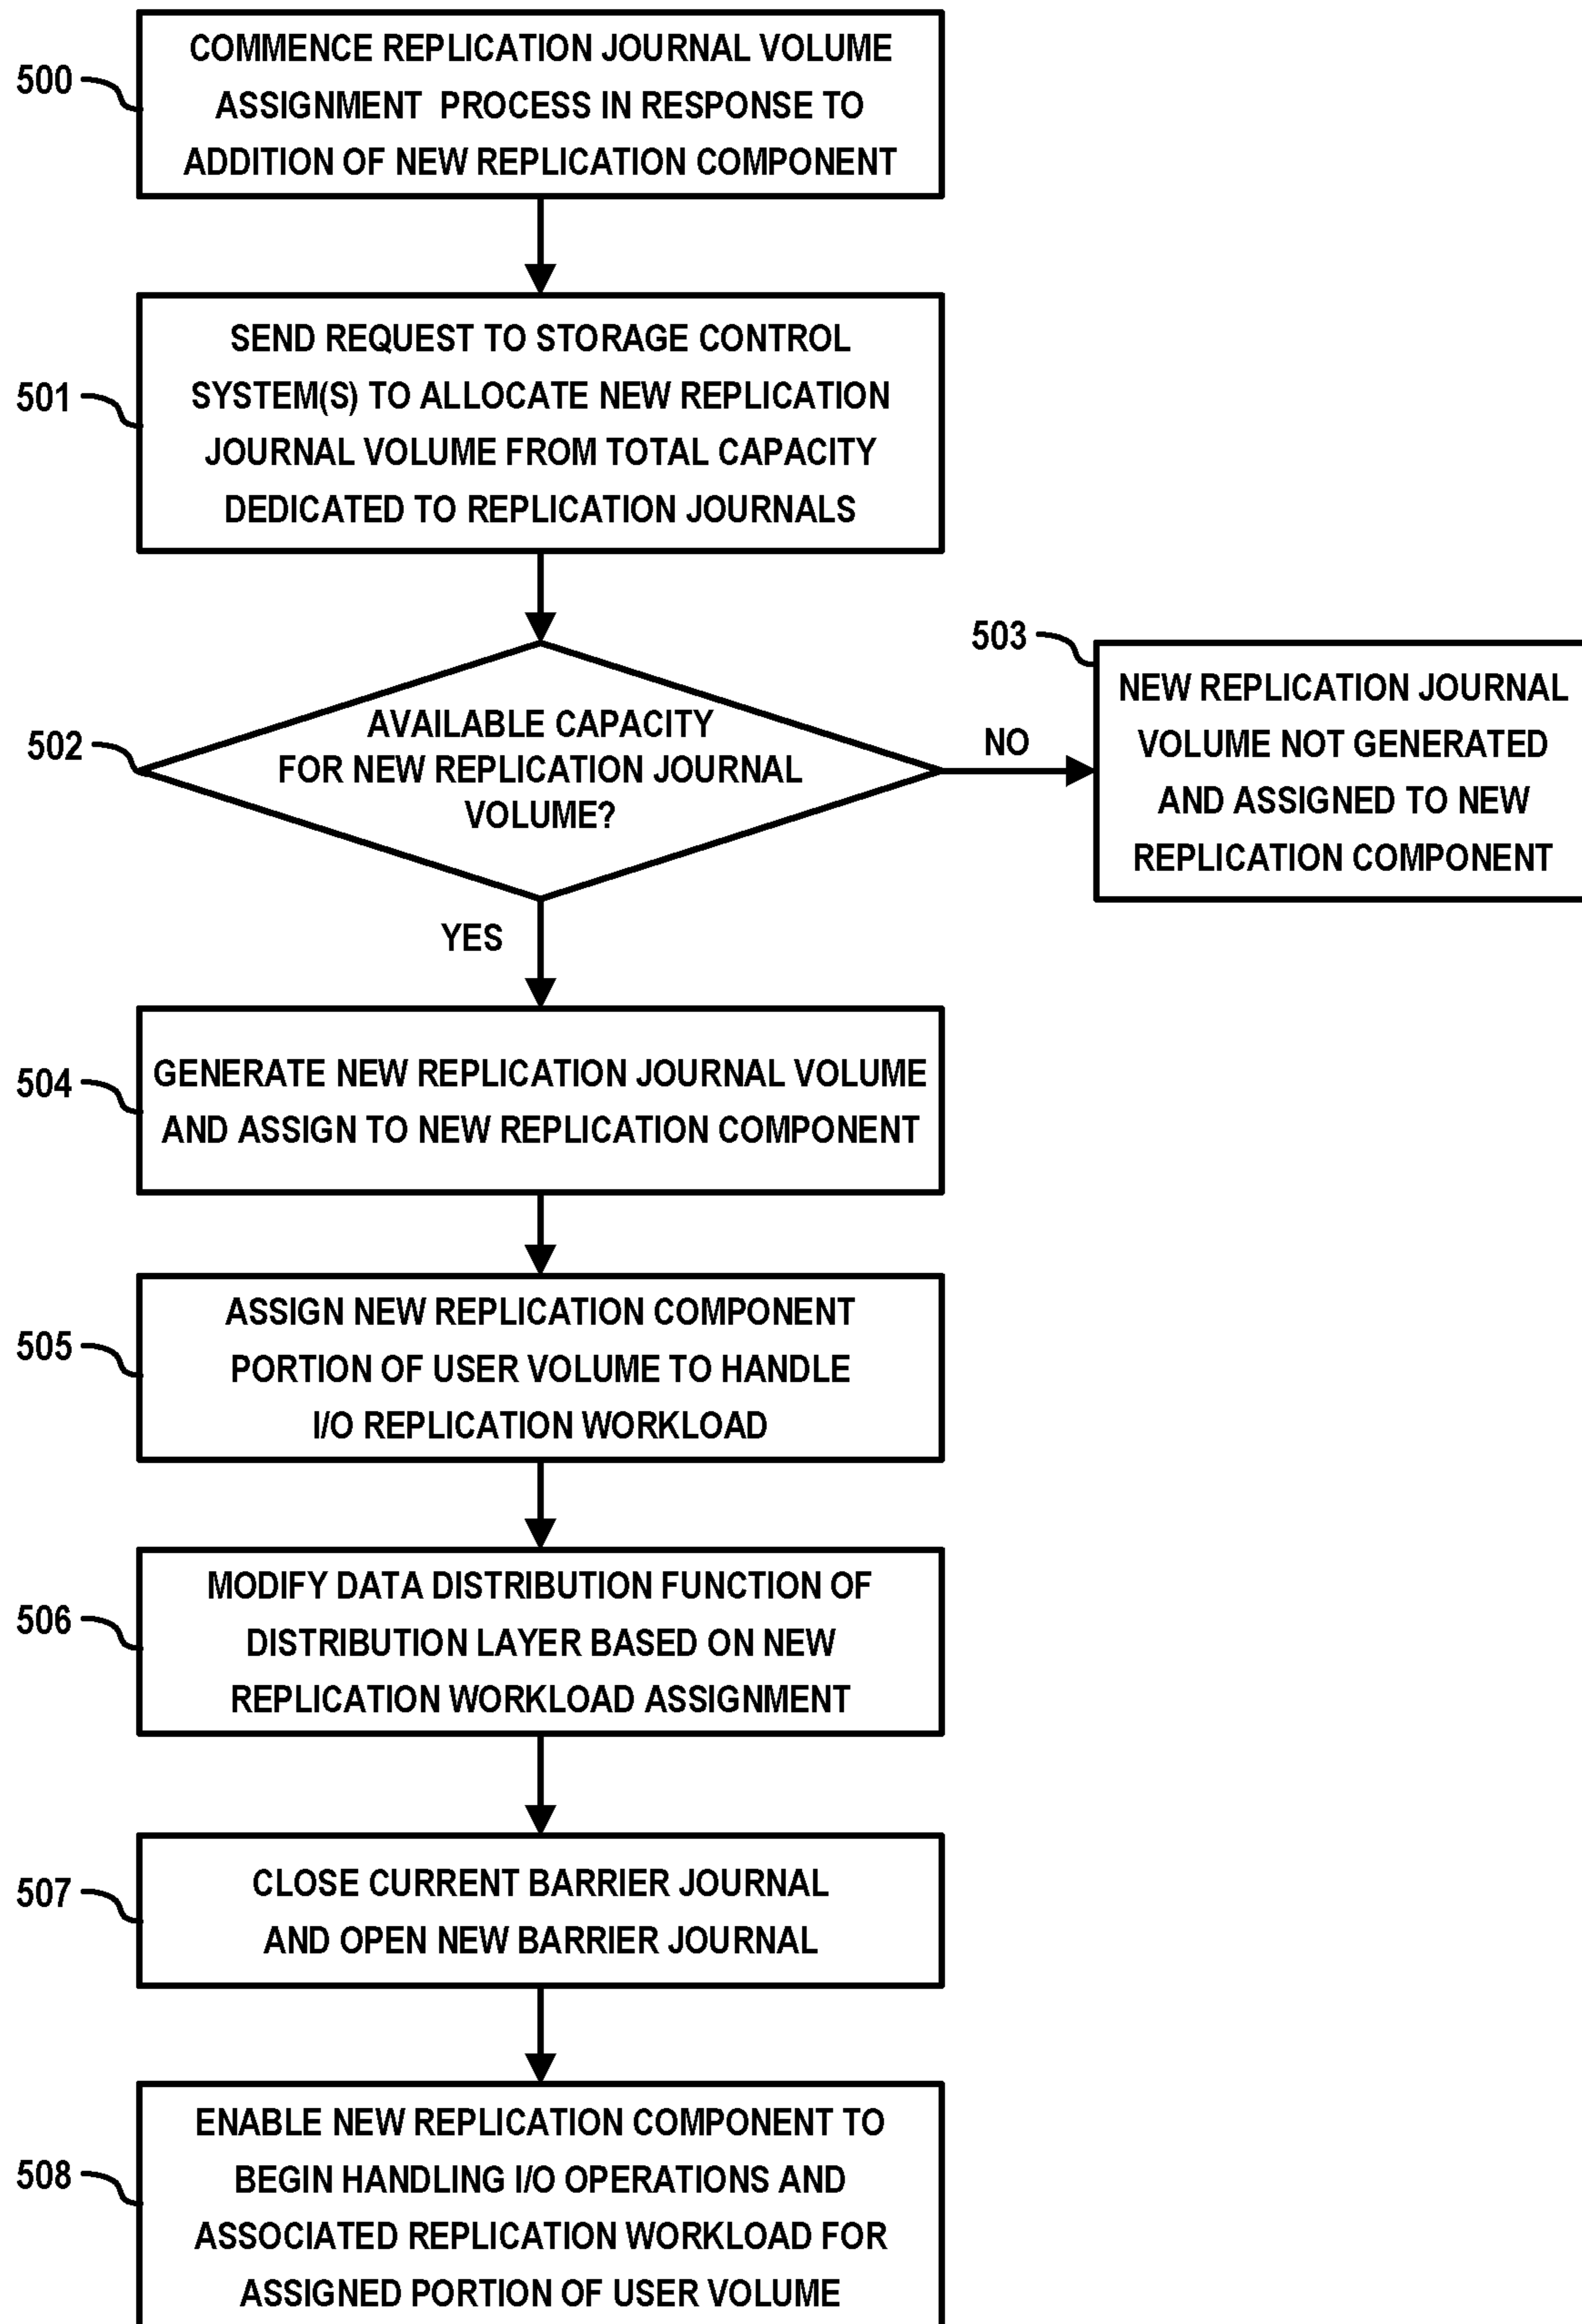 500
COMMENCE REPLICATION JOURNAL VOLUME
ASSIGNMENT PROCESS IN RESPONSE TO
ADDITION OF NEW REPLICATION COMPONENT
501
SEND REQUEST TO STORAGE CONTROL
SYSTEM(S) TO ALLOCATE NEW REPLICATION
JOURNAL VOLUME FROM TOTAL CAPACITY
DEDICATED TO REPLICATION JOURNALS
502
AVAILABLE CAPACITY
FOR NEW REPLICATION JOURNAL
VOLUME?
NO
503
NEW REPLICATION JOURNAL
VOLUME NOT GENERATED
AND ASSIGNED TO NEW
REPLICATION COMPONENT
YES
504
GENERATE NEW REPLICATION JOURNAL VOLUME
AND ASSIGN TO NEW REPLICATION COMPONENT
505
ASSIGN NEW REPLICATION COMPONENT
PORTION OF USER VOLUME TO HANDLE
I/O REPLICATION WORKLOAD
506
MODIFY DATA DISTRIBUTION FUNCTION OF
DISTRIBUTION LAYER BASED ON NEW
REPLICATION WORKLOAD ASSIGNMENT
507
CLOSE CURRENT BARRIER JOURNAL
AND OPEN NEW BARRIER JOURNAL
508
ENABLE NEW REPLICATION COMPONENT TO
BEGIN HANDLING I/O OPERATIONS AND
ASSOCIATED REPLICATION WORKLOAD FOR
ASSIGNED PORTION OF USER VOLUME